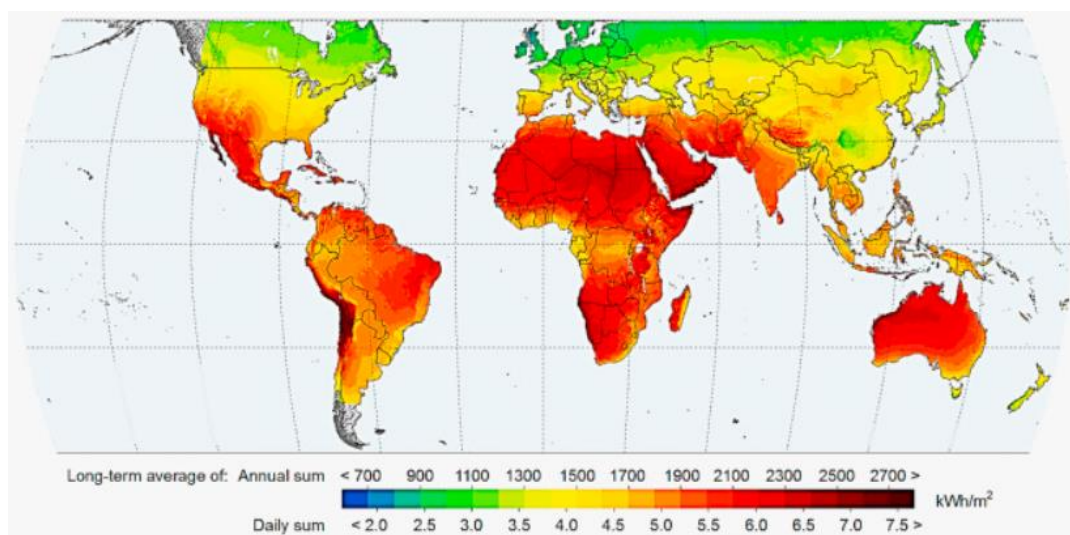 Long-term average of: Annual sum < 700 900 1100 1300 1500 1700 1900 2100 2300 2500 2700 >
kWh/m²
Daily sum < 2.0 2.5 3.0 3.5 4.0 4.5 5.0 5.5 6.0 6.5 7.0 7.5 >